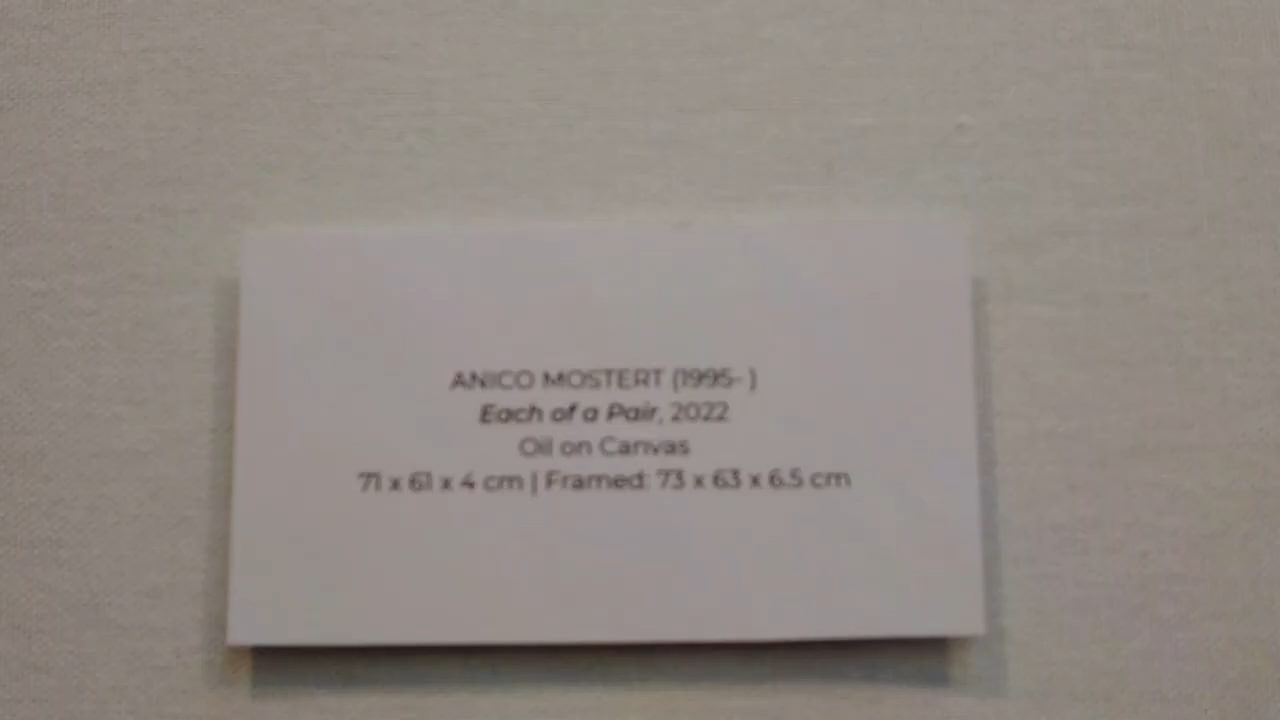 ANICO MOSTERT (1995- )
Each of a Pair, 2022
Oil on Canvas
71 x 61 x 4 cm | Framed: 73 x 63 x 6.5 cm